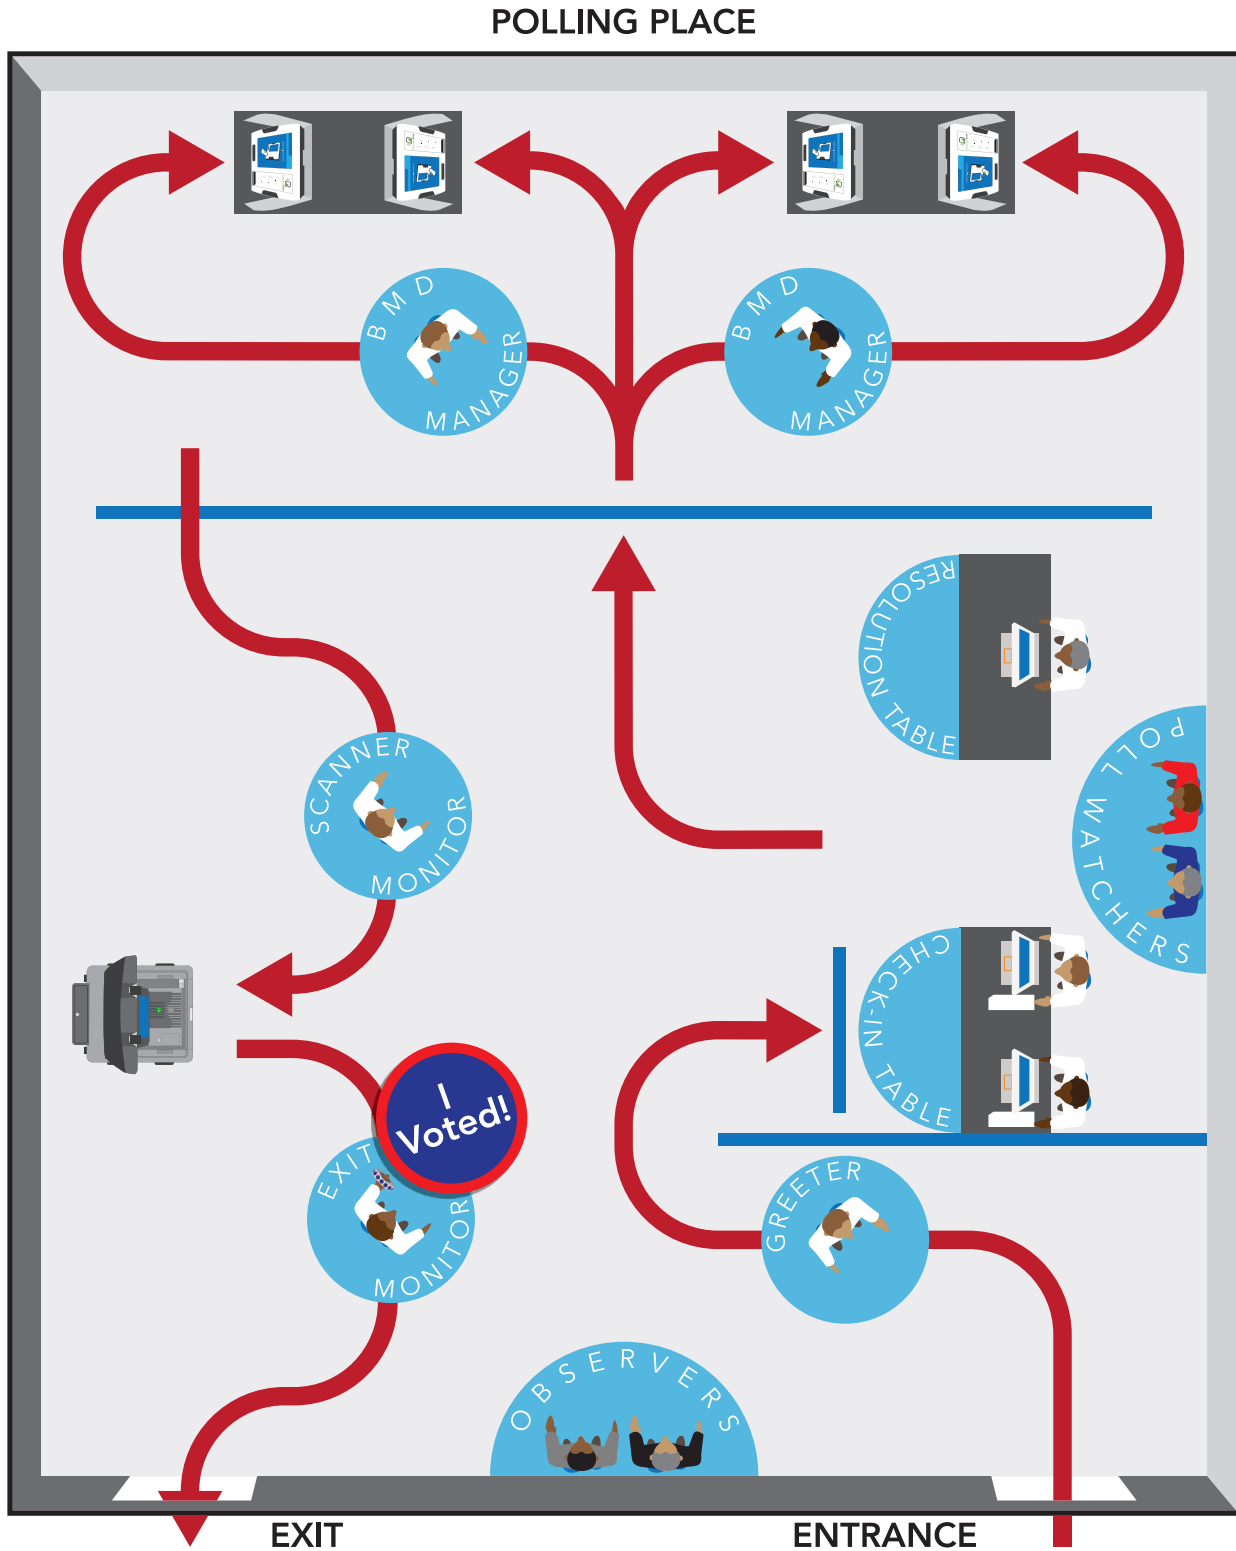 POLLING PLACE
BMD
MANAGER
BMD
MANAGER
RESOLUTION TABLE
SCANNER
MONITOR
POLL WATCHERS
CHECK-IN TABLE
I
Voted!
EXIT
MONITOR
GREETER
OBSERVERS
EXIT
ENTRANCE